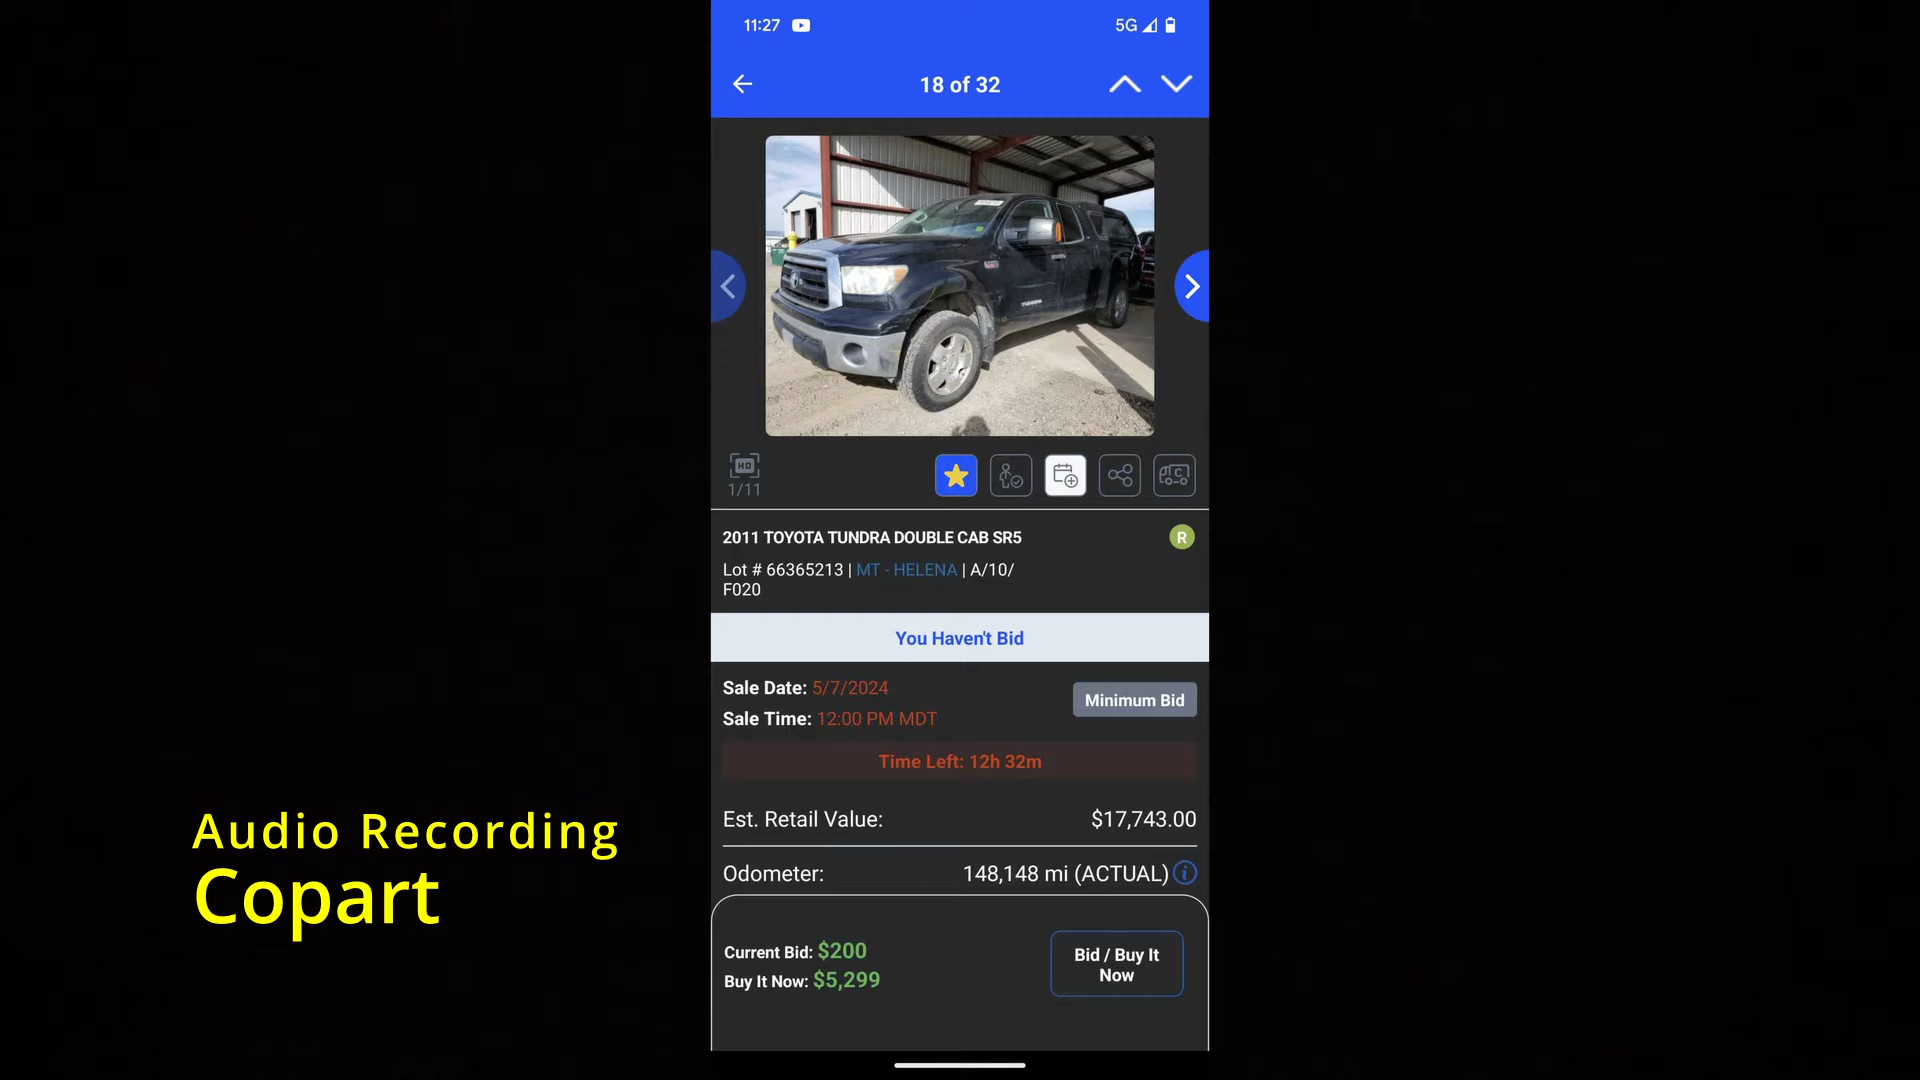 11:27
5G
18 of 32
HD
1/11
C
2011 TOYOTA TUNDRA DOUBLE CAB SR5
R
Lot # 66365213 | MT - HELENA | A/10/
F020
You Haven't Bid
Sale Date: 5/7/2024
Minimum Bid
Sale Time: 12:00 PM MDT
Time Left: 12h 32m
Est. Retail Value: $17,743.00
Odometer: 148,148 mi (ACTUAL)
Current Bid: $200
Buy It Now: $5,299
Bid / Buy It
Now
Audio Recording
Copart